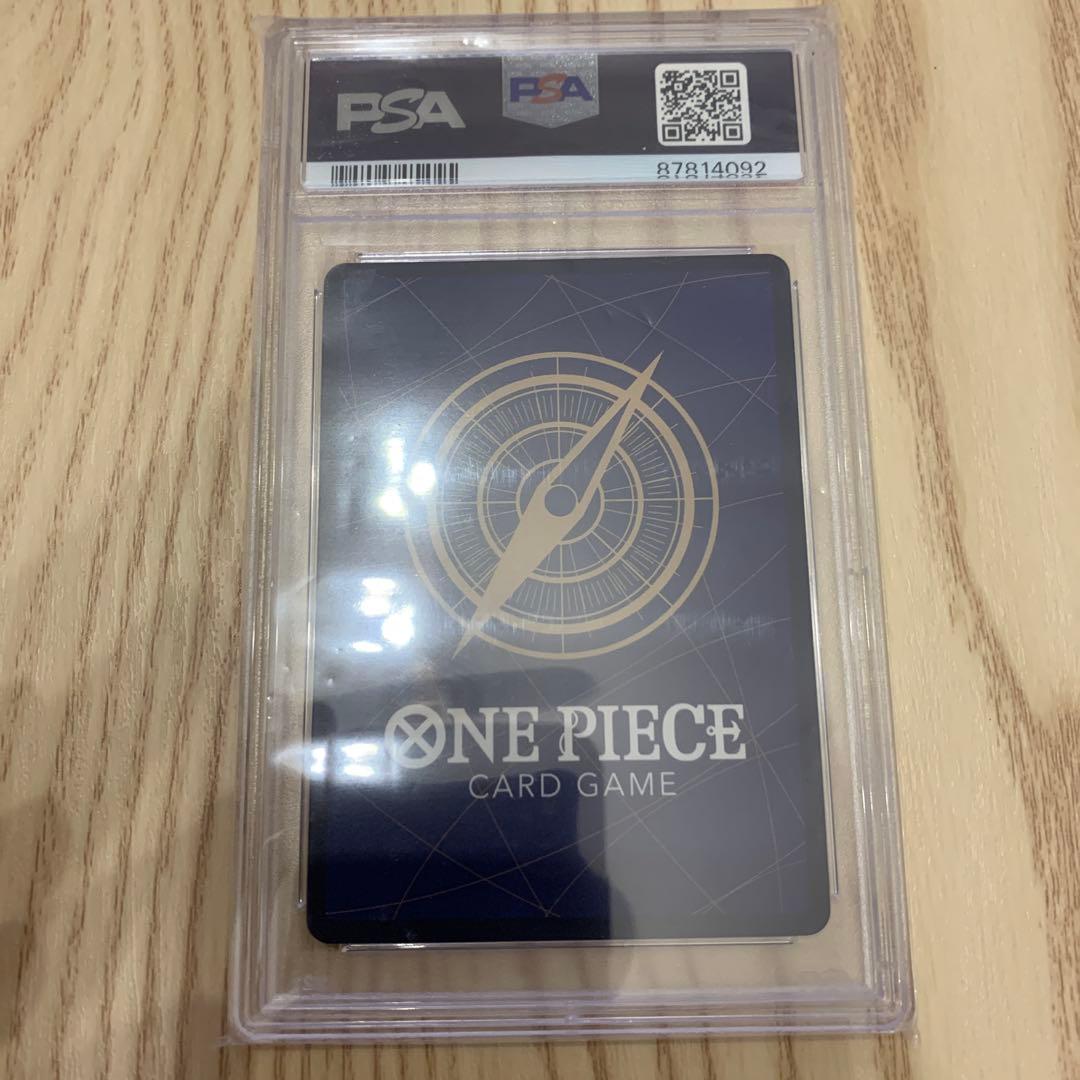 PSA
PSA
87814092
ONE PIECE
CARD GAME